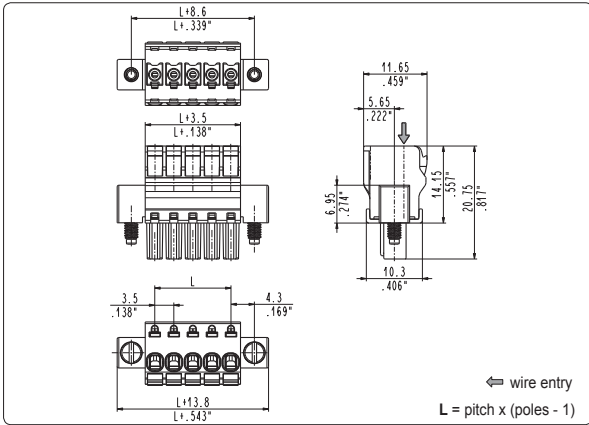 L+8.6
L+.339"
L+3.5
L+.138"
11.65
.459"
5.65
.222"
6.95
.274"
14.15
.557"
20.75
.817"
10.3
.406"
L
3.5
.138"
4.3
.169"
L+13.8
L+.543"
wire entry
L = pitch x (poles - 1)